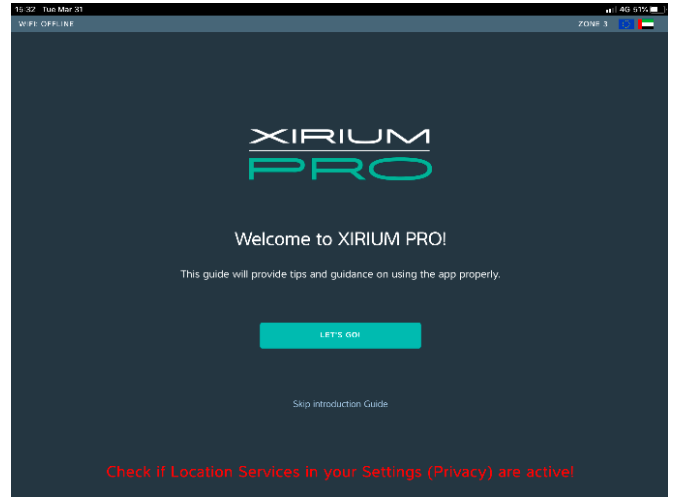 15:32 Tue Mar 31
4G 51%
WIFI: OFFLINE
ZONE 3
XIRIUM
PRO
Welcome to XIRIUM PRO!
This guide will provide tips and guidance on using the app properly.
LET'S GO!
Skip introduction Guide
Check if Location Services in your Settings (Privacy) are active!